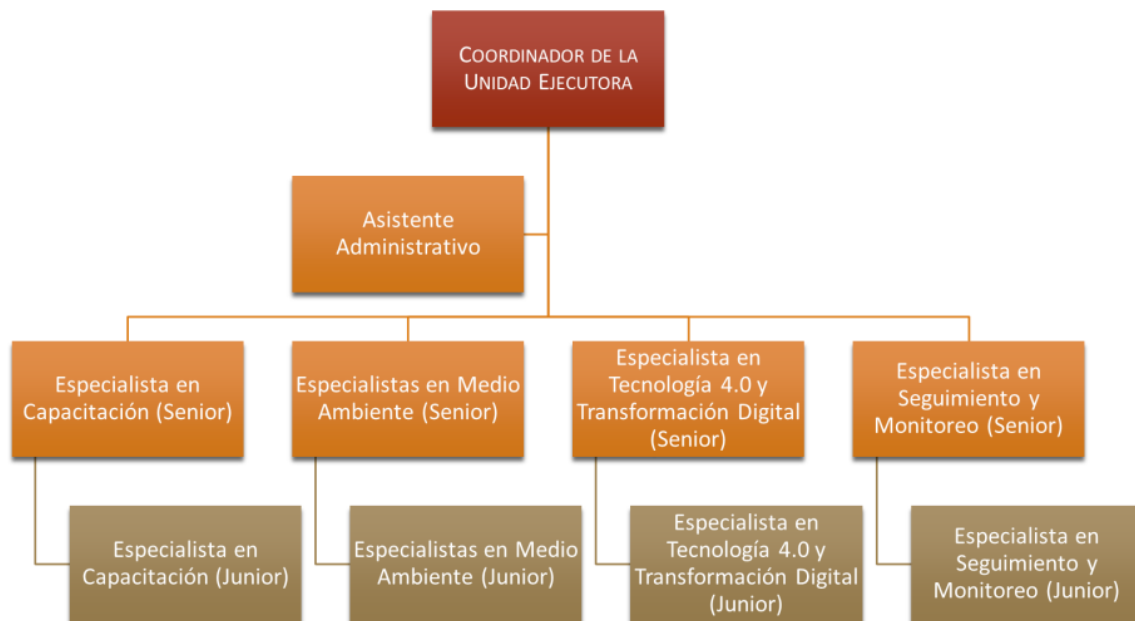 COORDINADOR DE LA
UNIDAD EJECUTORA
Asistente
Administrativo
Especialista en
Capacitación (Senior)
Especialistas en Medio
Ambiente (Senior)
Especialista en
Tecnología 4.0 y
Transformación Digital
(Senior)
Especialista en
Seguimiento y
Monitoreo (Senior)
Especialista en
Capacitación (Junior)
Especialistas en Medio
Ambiente (Junior)
Especialista en
Tecnología 4.0 y
Transformación Digital
(Junior)
Especialista en
Seguimiento y
Monitoreo (Junior)